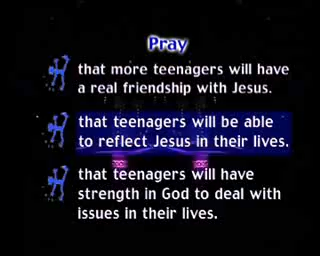 Pray
that more teenagers will have
a real friendship with Jesus.
that teenagers will be able
to reflect Jesus in their lives.
that teenagers will have
strength in God to deal with
issues in their lives.